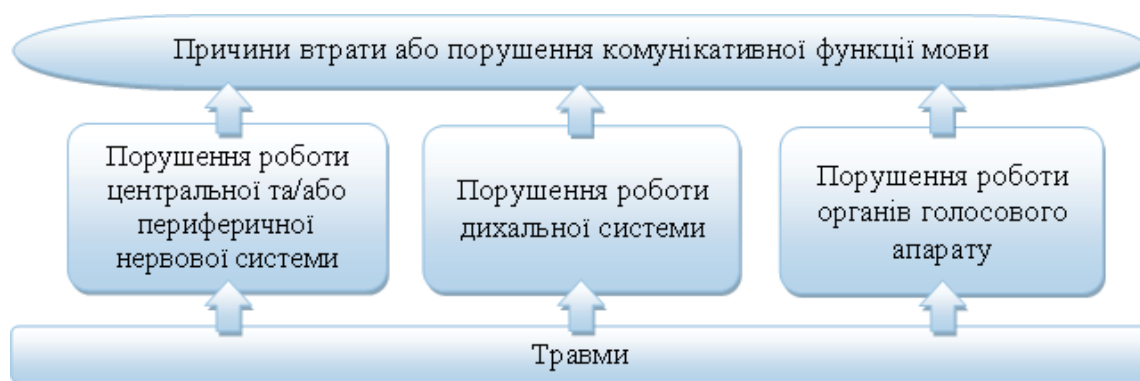 Причини втрати або порушення комунікативної функції мови
Порушення роботи
центральної та/або
периферичної
нервової системи
Порушення роботи
дихальної системи
Порушення роботи
органів голосового
апарату
Травми